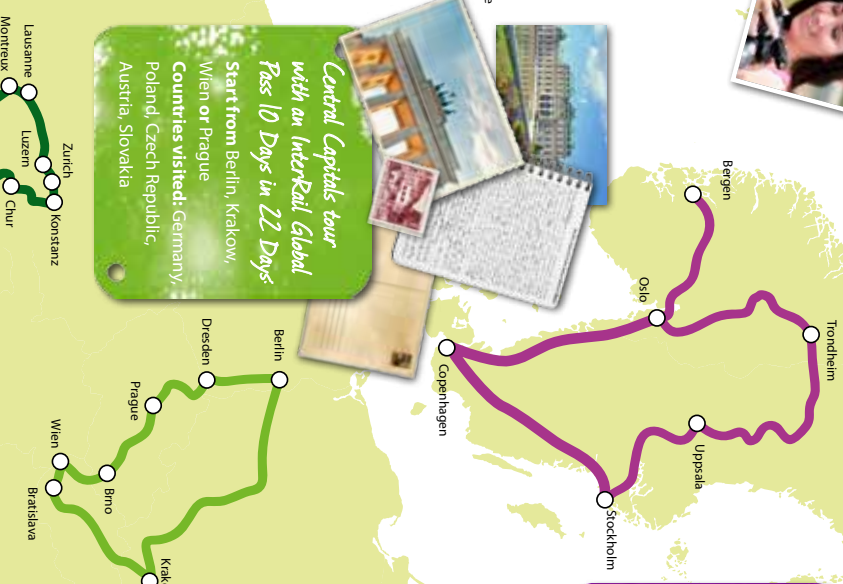 Central Capitals tour
with an InterRail Global
Pass 10 Days in 22 Days
Start from Berlin, Krakow,
Wien or Prague
Countries visited: Germany,
Poland, Czech Republic,
Austria, Slovakia
Bergen
Oslo
Trondheim
Copenhagen
Uppsala
Stockholm
Berlin
Dresden
Prague
Brno
Wien
Bratislava
Krak
Lausanne
Montreux
Zurich
Luzern
Konstanz
Chur